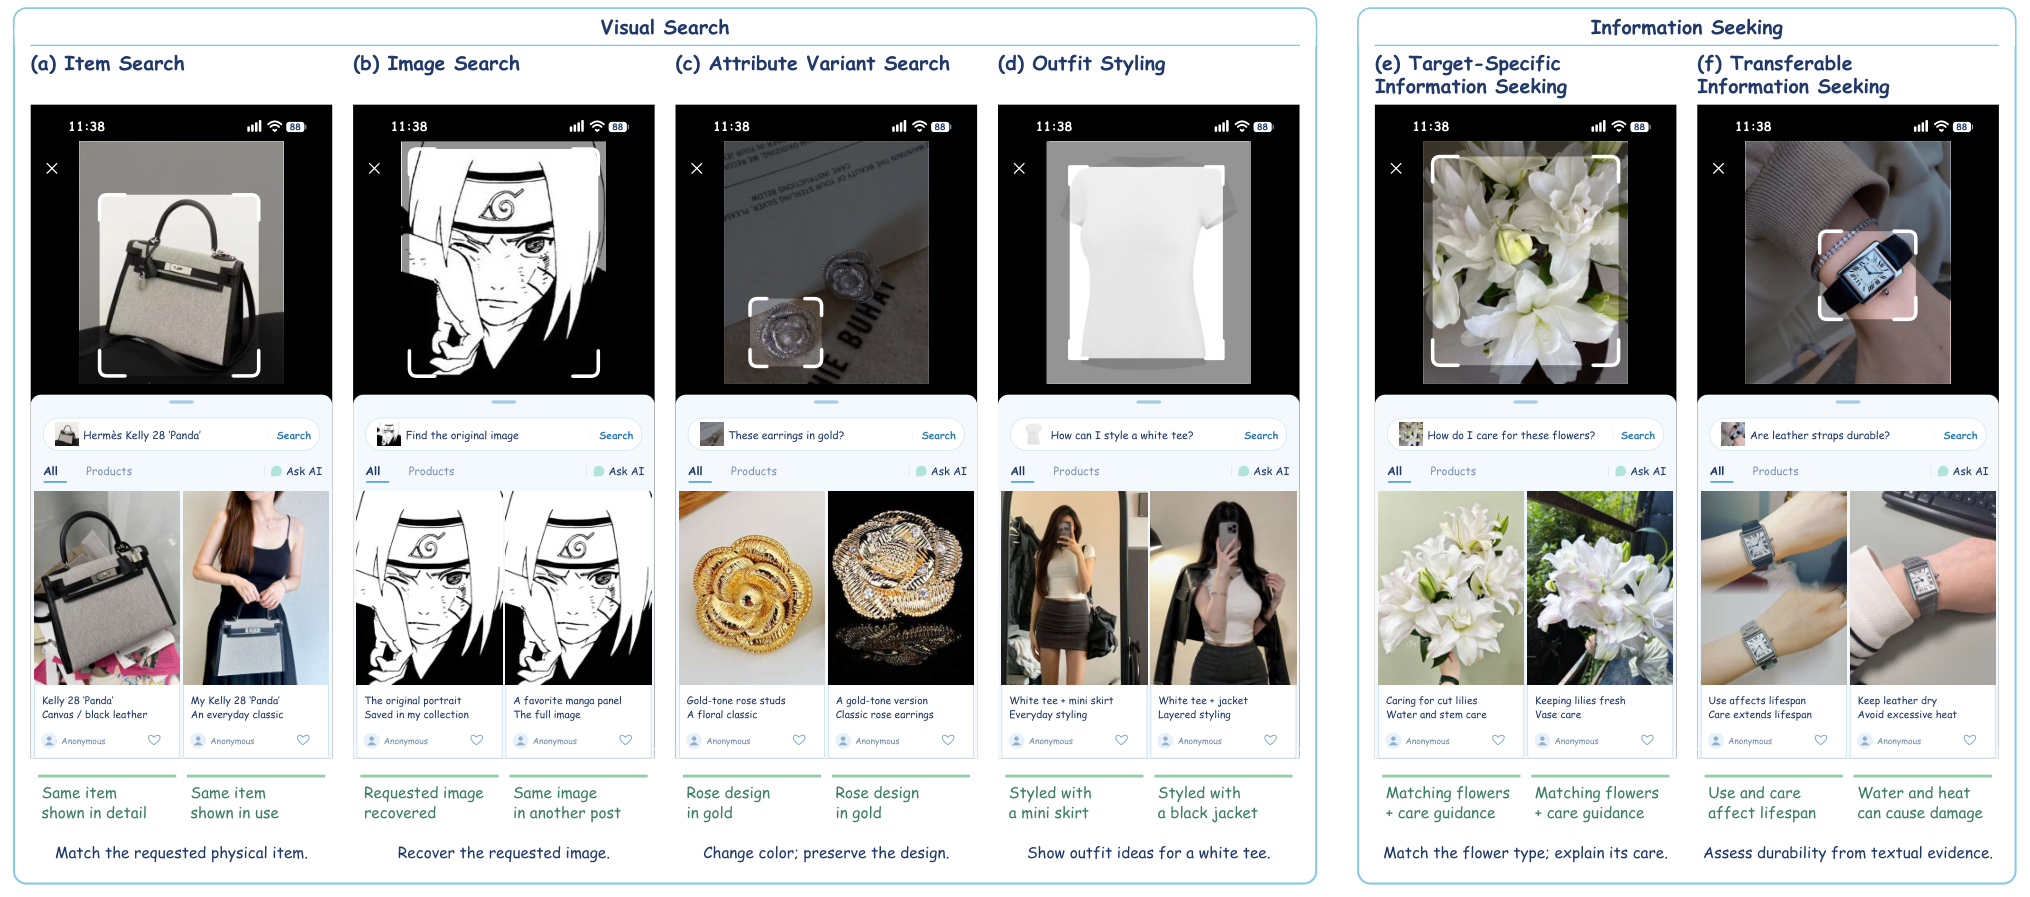 Visual Search
(a) Item Search
11:38
88
Hermès Kelly 28 'Panda'
Search
All
Products
Ask AI
Kelly 28 'Panda'
Canvas / black leather
Anonymous
My Kelly 28 'Panda'
An everyday classic
Anonymous
Same item
shown in detail
Same item
shown in use
Match the requested physical item.
(b) Image Search
11:38
88
Find the original image
Search
All
Products
Ask AI
The original portrait
Saved in my collection
Anonymous
A favorite manga panel
The full image
Anonymous
Requested image
recovered
Same image
in another post
Recover the requested image.
(c) Attribute Variant Search
11:38
88
CARE INSTRUCTIONS BELOW.
These earrings in gold?
Search
All
Products
Ask AI
Gold-tone rose studs
A floral classic
Anonymous
A gold-tone version
Classic rose earrings
Anonymous
Rose design
in gold
Rose design
in gold
Change color; preserve the design.
(d) Outfit Styling
11:38
88
How can I style a white tee?
Search
All
Products
Ask AI
White tee + mini skirt
Everyday styling
Anonymous
White tee + jacket
Layered styling
Anonymous
Styled with
a mini skirt
Styled with
a black jacket
Show outfit ideas for a white tee.
Information Seeking
(e) Target-Specific
Information Seeking
11:38
88
How do I care for these flowers?
Search
All
Products
Ask AI
Caring for cut lilies
Water and stem care
Anonymous
Keeping lilies fresh
Vase care
Anonymous
Matching flowers
+ care guidance
Matching flowers
+ care guidance
Match the flower type; explain its care.
(f) Transferable
Information Seeking
11:38
88
Are leather straps durable?
Search
All
Products
Ask AI
Use affects lifespan
Care extends lifespan
Anonymous
Keep leather dry
Avoid excessive heat
Anonymous
Use and care
affect lifespan
Water and heat
can cause damage
Assess durability from textual evidence.